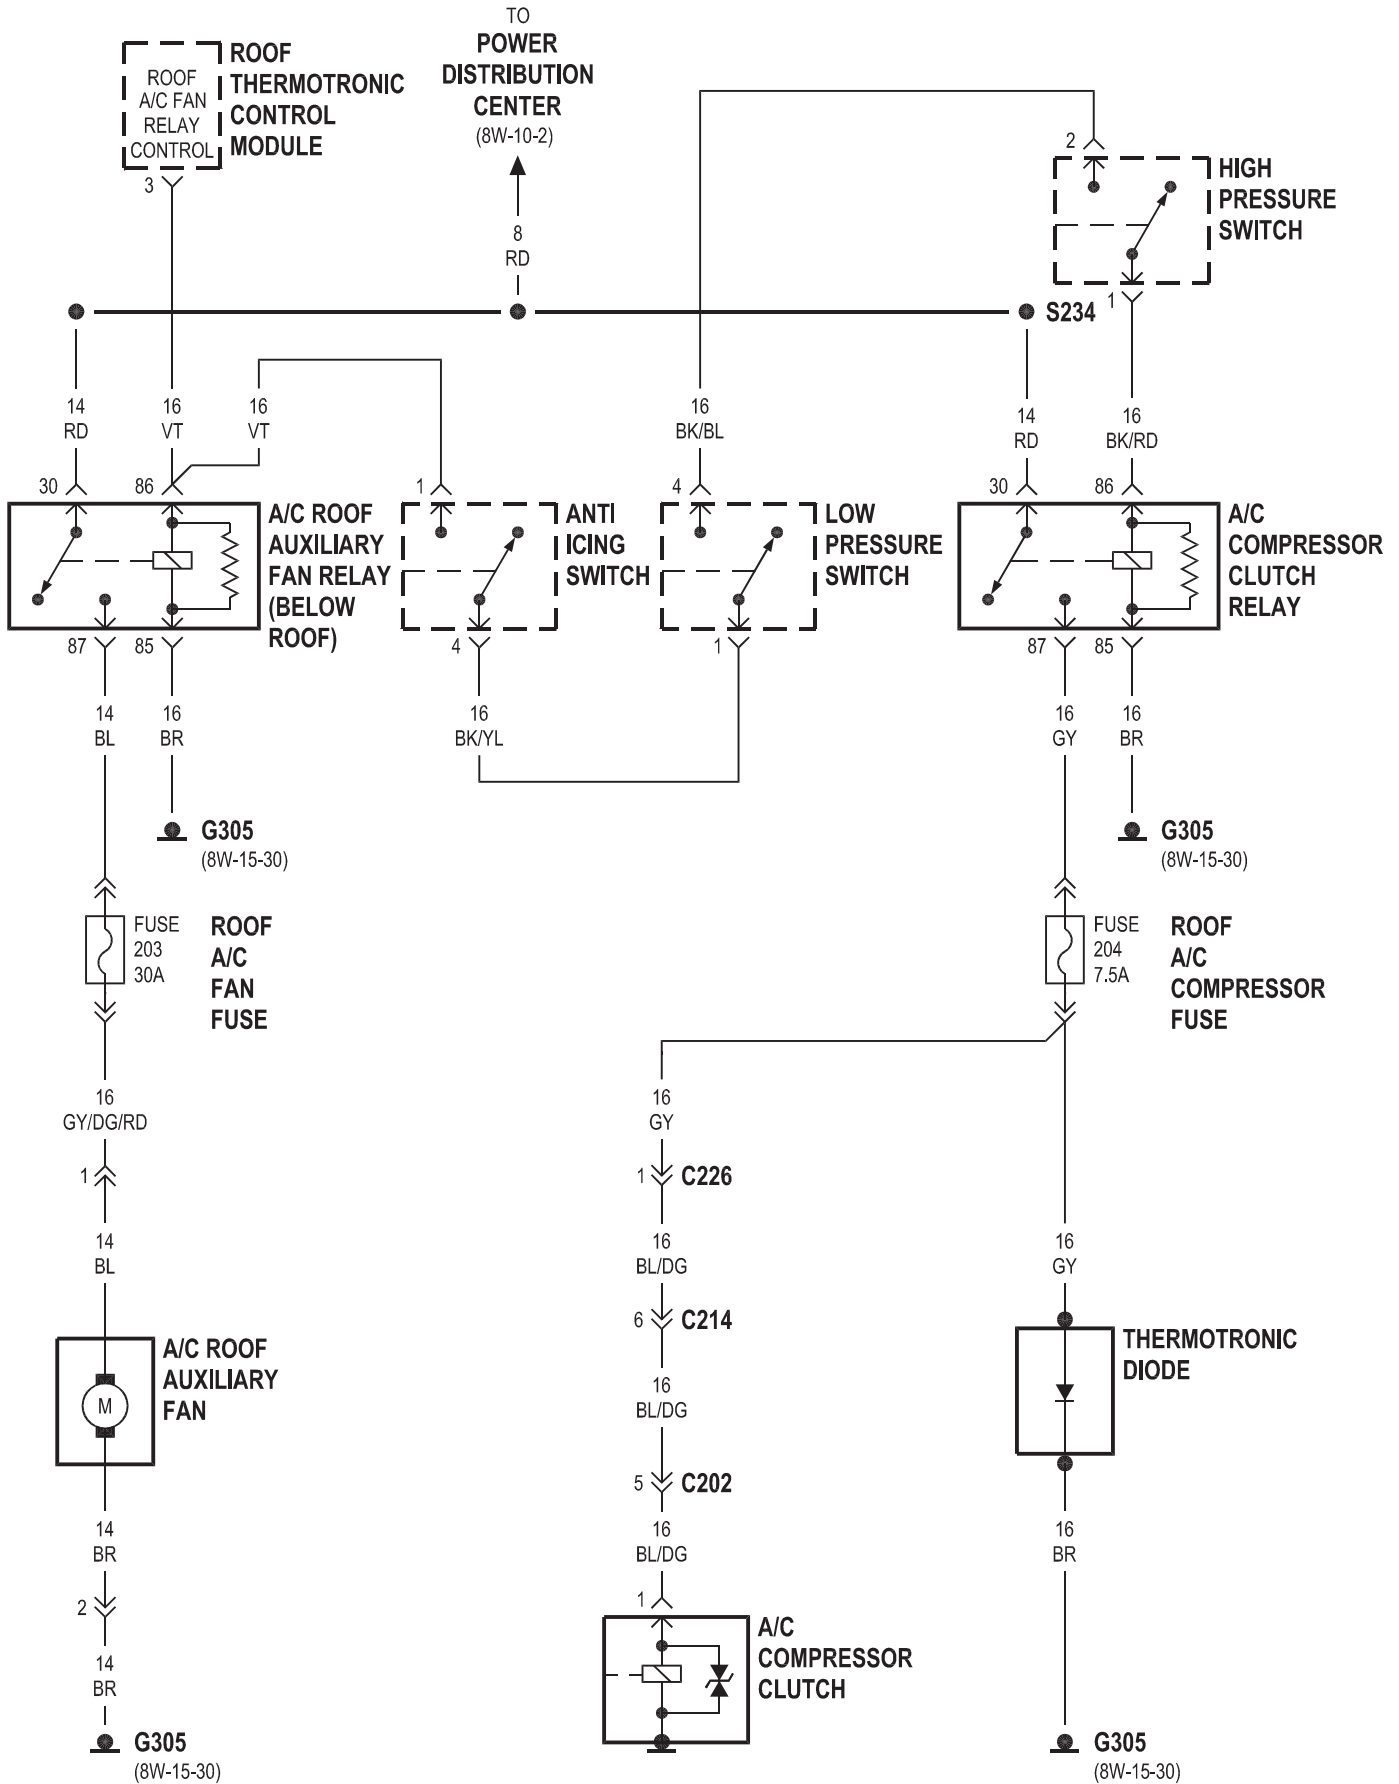 TO
POWER
DISTRIBUTION
CENTER
(8W-10-2)
ROOF
A/C FAN
RELAY
CONTROL
ROOF
THERMOTRONIC
CONTROL
MODULE
3
8
RD
2
HIGH
PRESSURE
SWITCH
1
S234
14
RD
16
VT
16
VT
16
BK/BL
14
RD
16
BK/RD
30
86
A/C ROOF
AUXILIARY
FAN RELAY
(BELOW
ROOF)
87
85
1
ANTI
ICING
SWITCH
4
4
LOW
PRESSURE
SWITCH
1
30
86
A/C
COMPRESSOR
CLUTCH
RELAY
87
85
14
BL
16
BR
16
BK/YL
16
GY
16
BR
G305
(8W-15-30)
G305
(8W-15-30)
FUSE
203
30A
ROOF
A/C
FAN
FUSE
FUSE
204
7.5A
ROOF
A/C
COMPRESSOR
FUSE
16
GY/DG/RD
1
14
BL
16
GY
1
C226
16
BL/DG
6
C214
16
BL/DG
5
C202
16
BL/DG
1
16
GY
THERMOTRONIC
DIODE
M
A/C ROOF
AUXILIARY
FAN
14
BR
2
14
BR
G305
(8W-15-30)
A/C
COMPRESSOR
CLUTCH
16
BR
G305
(8W-15-30)